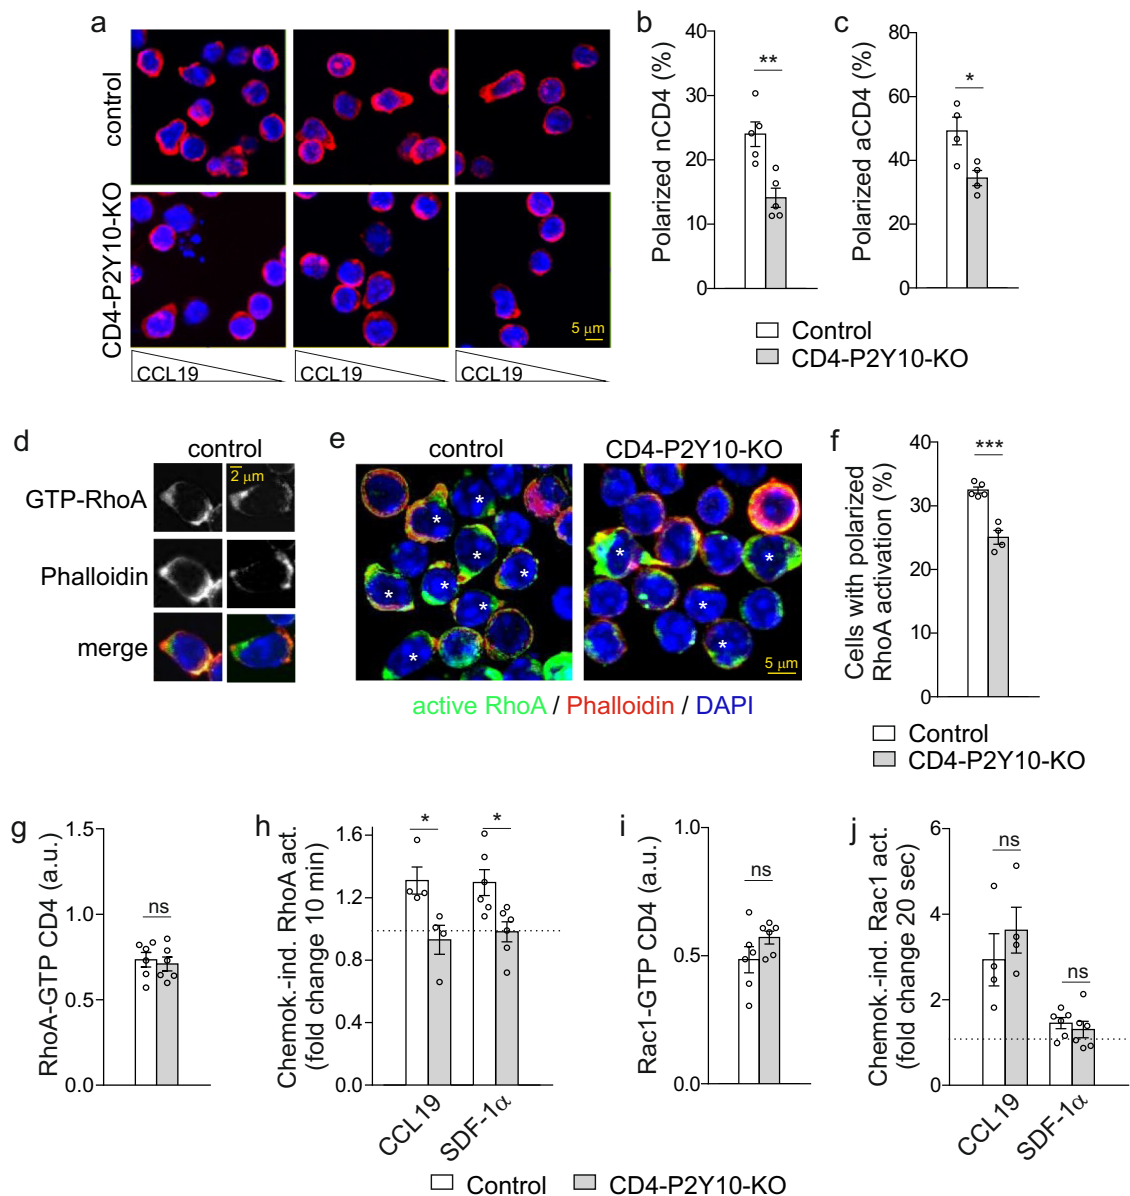 a
control
CD4-P2Y10-KO
5 μm
CCL19
CCL19
CCL19
b
Polarized nCD4 (%)
40
30
20
10
0
**
c
Polarized aCD4 (%)
80
60
40
20
0
*
Control
CD4-P2Y10-KO
d
control
2 μm
GTP-RhoA
Phalloidin
merge
e
control
CD4-P2Y10-KO
* * * * * * * *
* * * *
5 μm
active RhoA / Phalloidin / DAPI
f
Cells with polarized
RhoA activation (%)
40
30
20
10
0
***
Control
CD4-P2Y10-KO
g
RhoA-GTP CD4 (a.u.)
1.5
1.0
0.5
0.0
ns
h
Chemok.-ind. RhoA act.
(fold change 10 min)
1.6
1.2
0.8
0.4
0.0
*
*
CCL19
SDF-1α
i
Rac1-GTP CD4 (a.u.)
1.0
0.5
0.0
ns
j
Chemok.-ind. Rac1 act.
(fold change 20 sec)
6
4
2
0
ns
ns
CCL19
SDF-1α
Control
CD4-P2Y10-KO